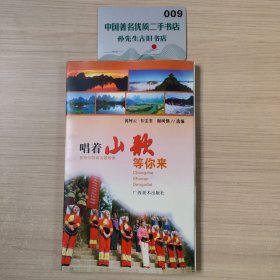 009
中国著名优质二手书店
孙先生古旧书店
唱着山歌
等你来
Changzhe
Shange
Dengnilai
广西美术出版社